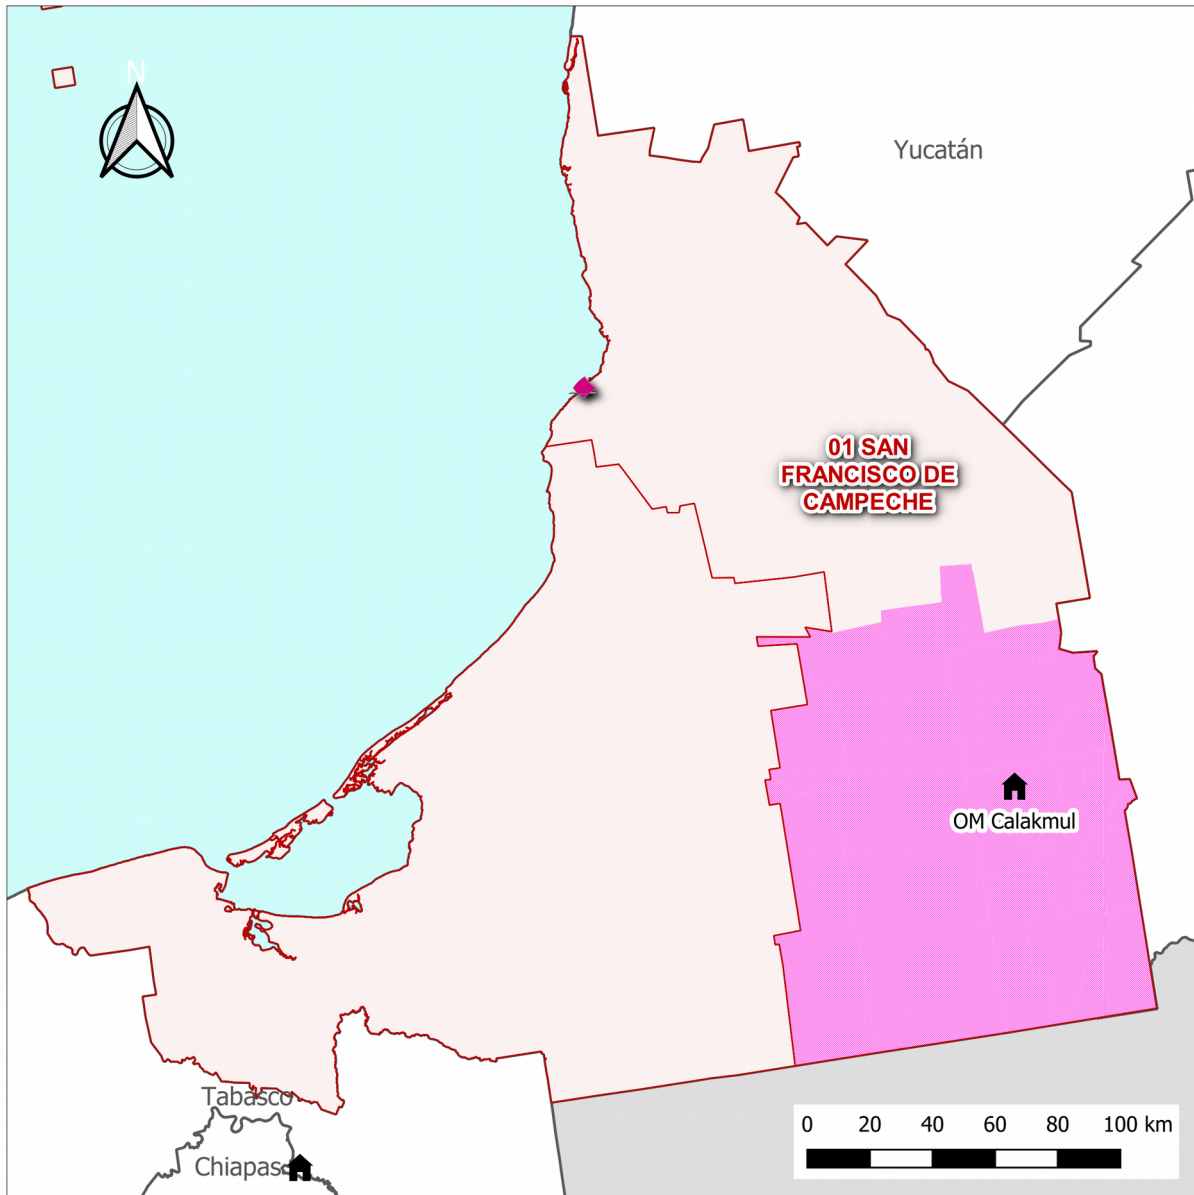 N
Yucatán
01 SAN
FRANCISCO DE
CAMPECHE
OM Calakmul
Tabasco
Chiapas
0 20 40 60 80 100 km